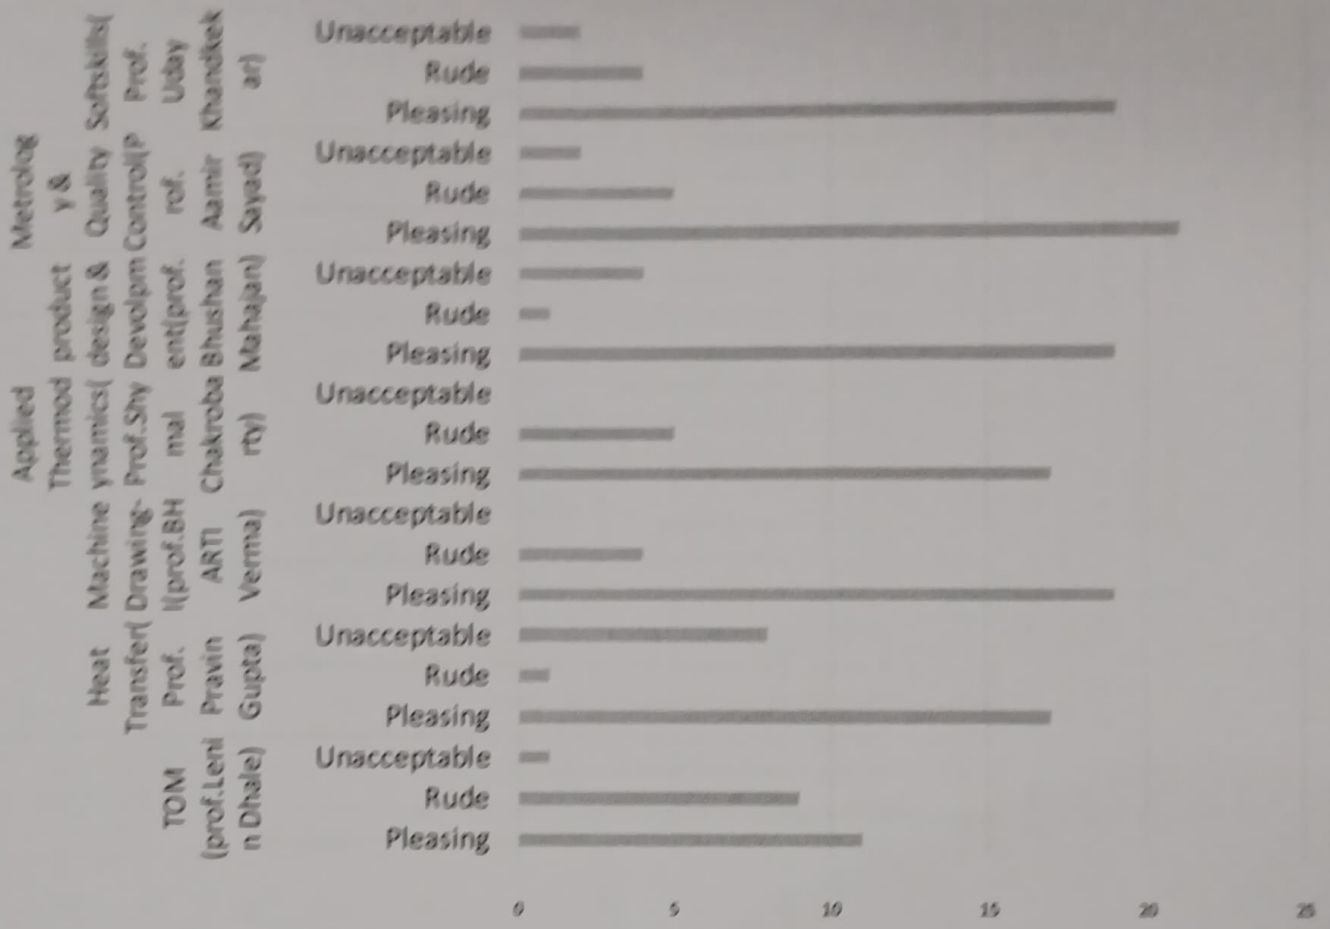 Softskills(
Prof.
Uday
Khandkek
ar)
Unacceptable
Rude
Pleasing
Metrolog
y &
Quality
Control(P
rof.
Aamir
Sayad)
Unacceptable
Rude
Pleasing
product
design &
Devolpm
ent(prof.
Bhushan
Mahajan)
Unacceptable
Rude
Pleasing
Applied
Thermod
ynamics(
Prof.Shy
mal
Chakroba
rty)
Unacceptable
Rude
Pleasing
Machine
Drawing-
I(prof.BH
ARTI
Verma)
Unacceptable
Rude
Pleasing
Heat
Transfer(
Prof.
Pravin
Gupta)
Unacceptable
Rude
Pleasing
TOM
(prof.Leni
n Dhale)
Unacceptable
Rude
Pleasing
0 5 10 15 20 25